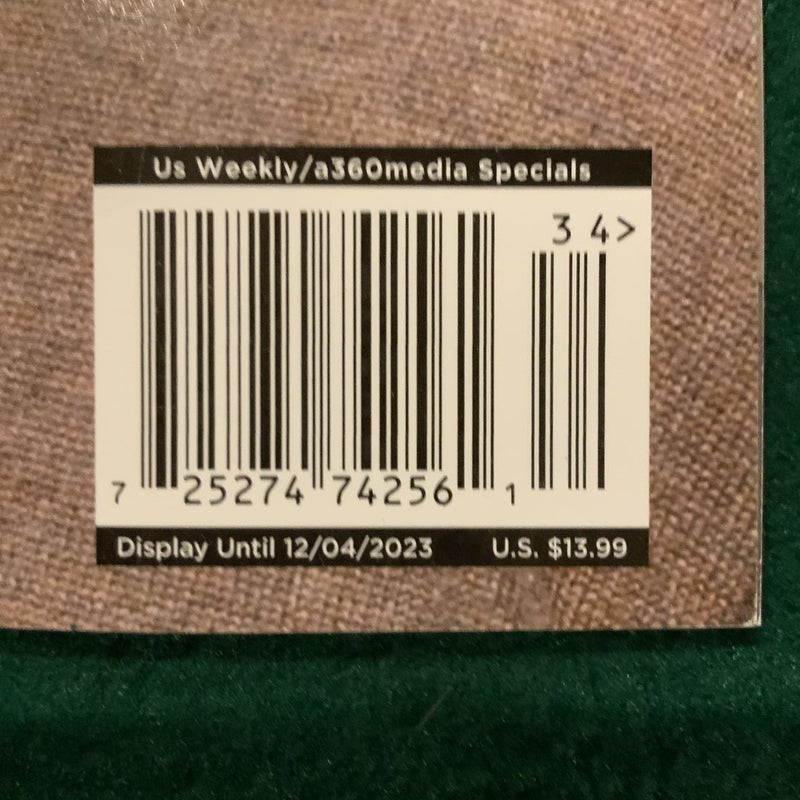 Us Weekly/a360media Specials
3 4>
7 25274 74256 1
Display Until 12/04/2023 U.S. $13.99